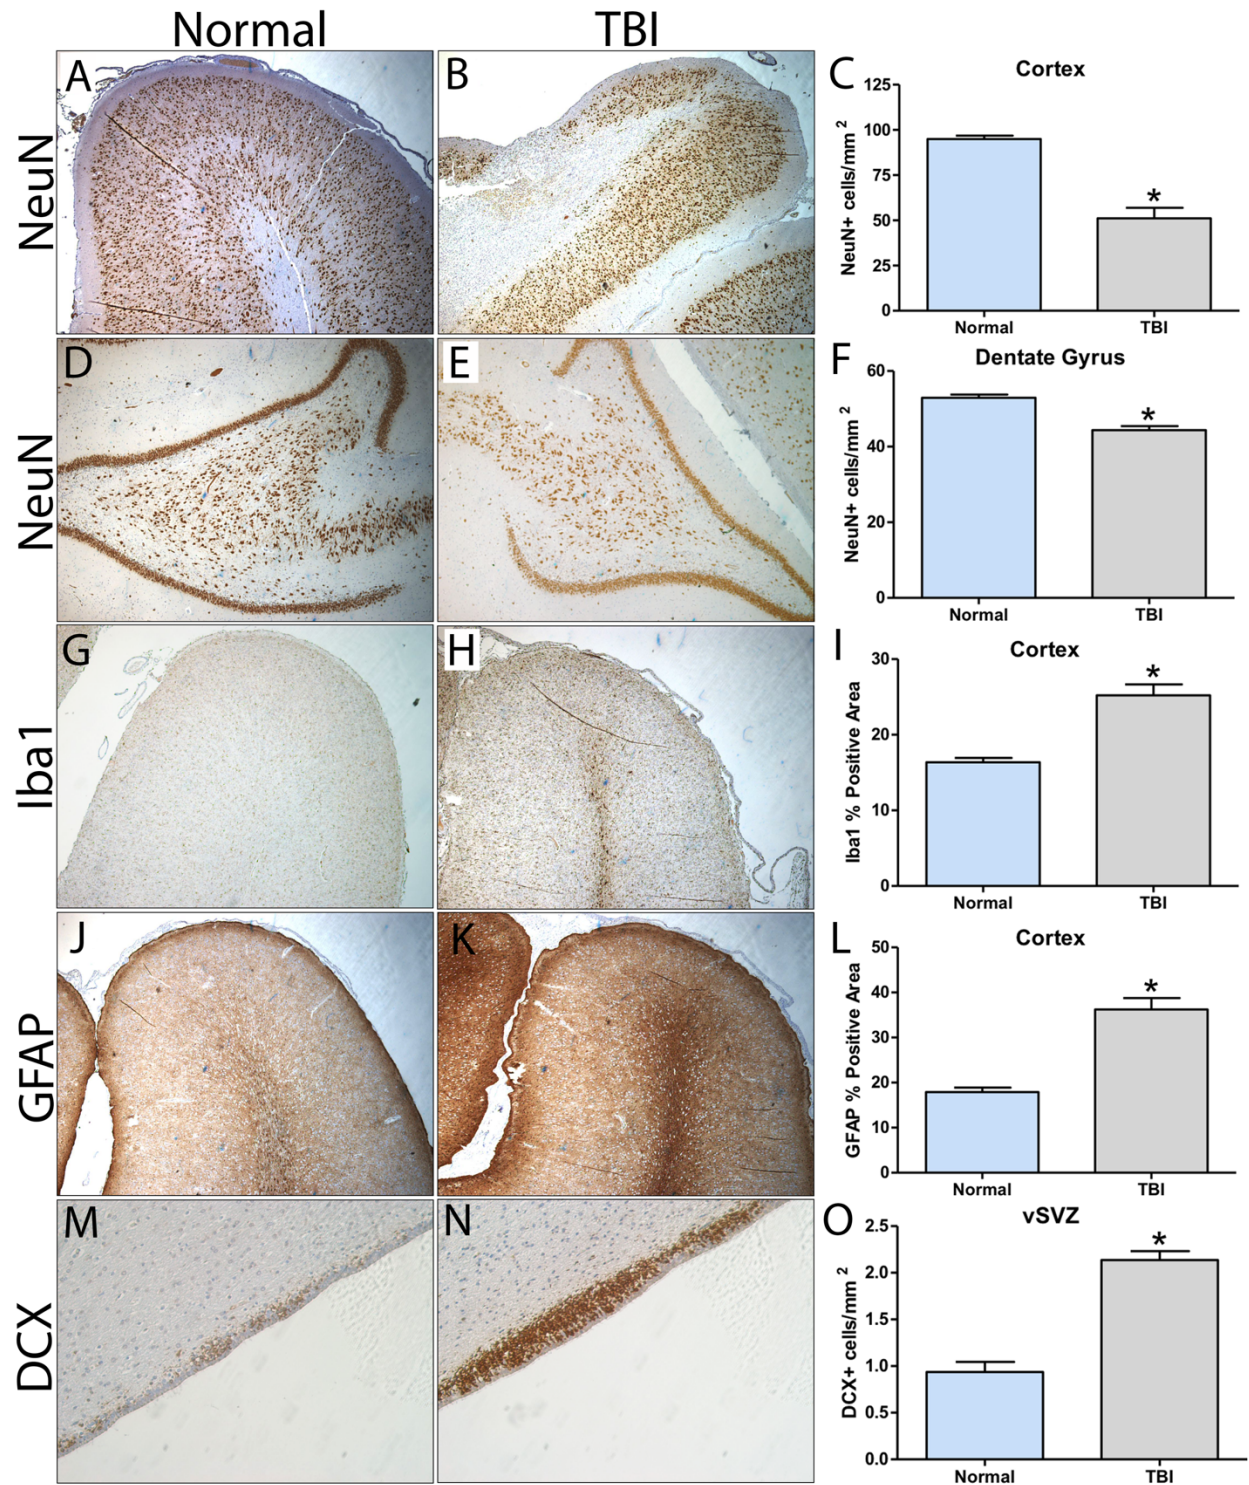 Normal
TBI
NeuN
A
B
C
Cortex
NeuN+ cells/mm 2
125
100
75
50
25
0
*
Normal
TBI
NeuN
D
E
F
Dentate Gyrus
NeuN+ cells/mm 2
60
40
20
0
*
Normal
TBI
Iba1
G
H
I
Cortex
Iba1 % Positive Area
30
20
10
0
*
Normal
TBI
GFAP
J
K
L
Cortex
GFAP % Positive Area
50
40
30
20
10
0
*
Normal
TBI
DCX
M
N
O
vSVZ
DCX+ cells/mm 2
2.5
2.0
1.5
1.0
0.5
0.0
*
Normal
TBI